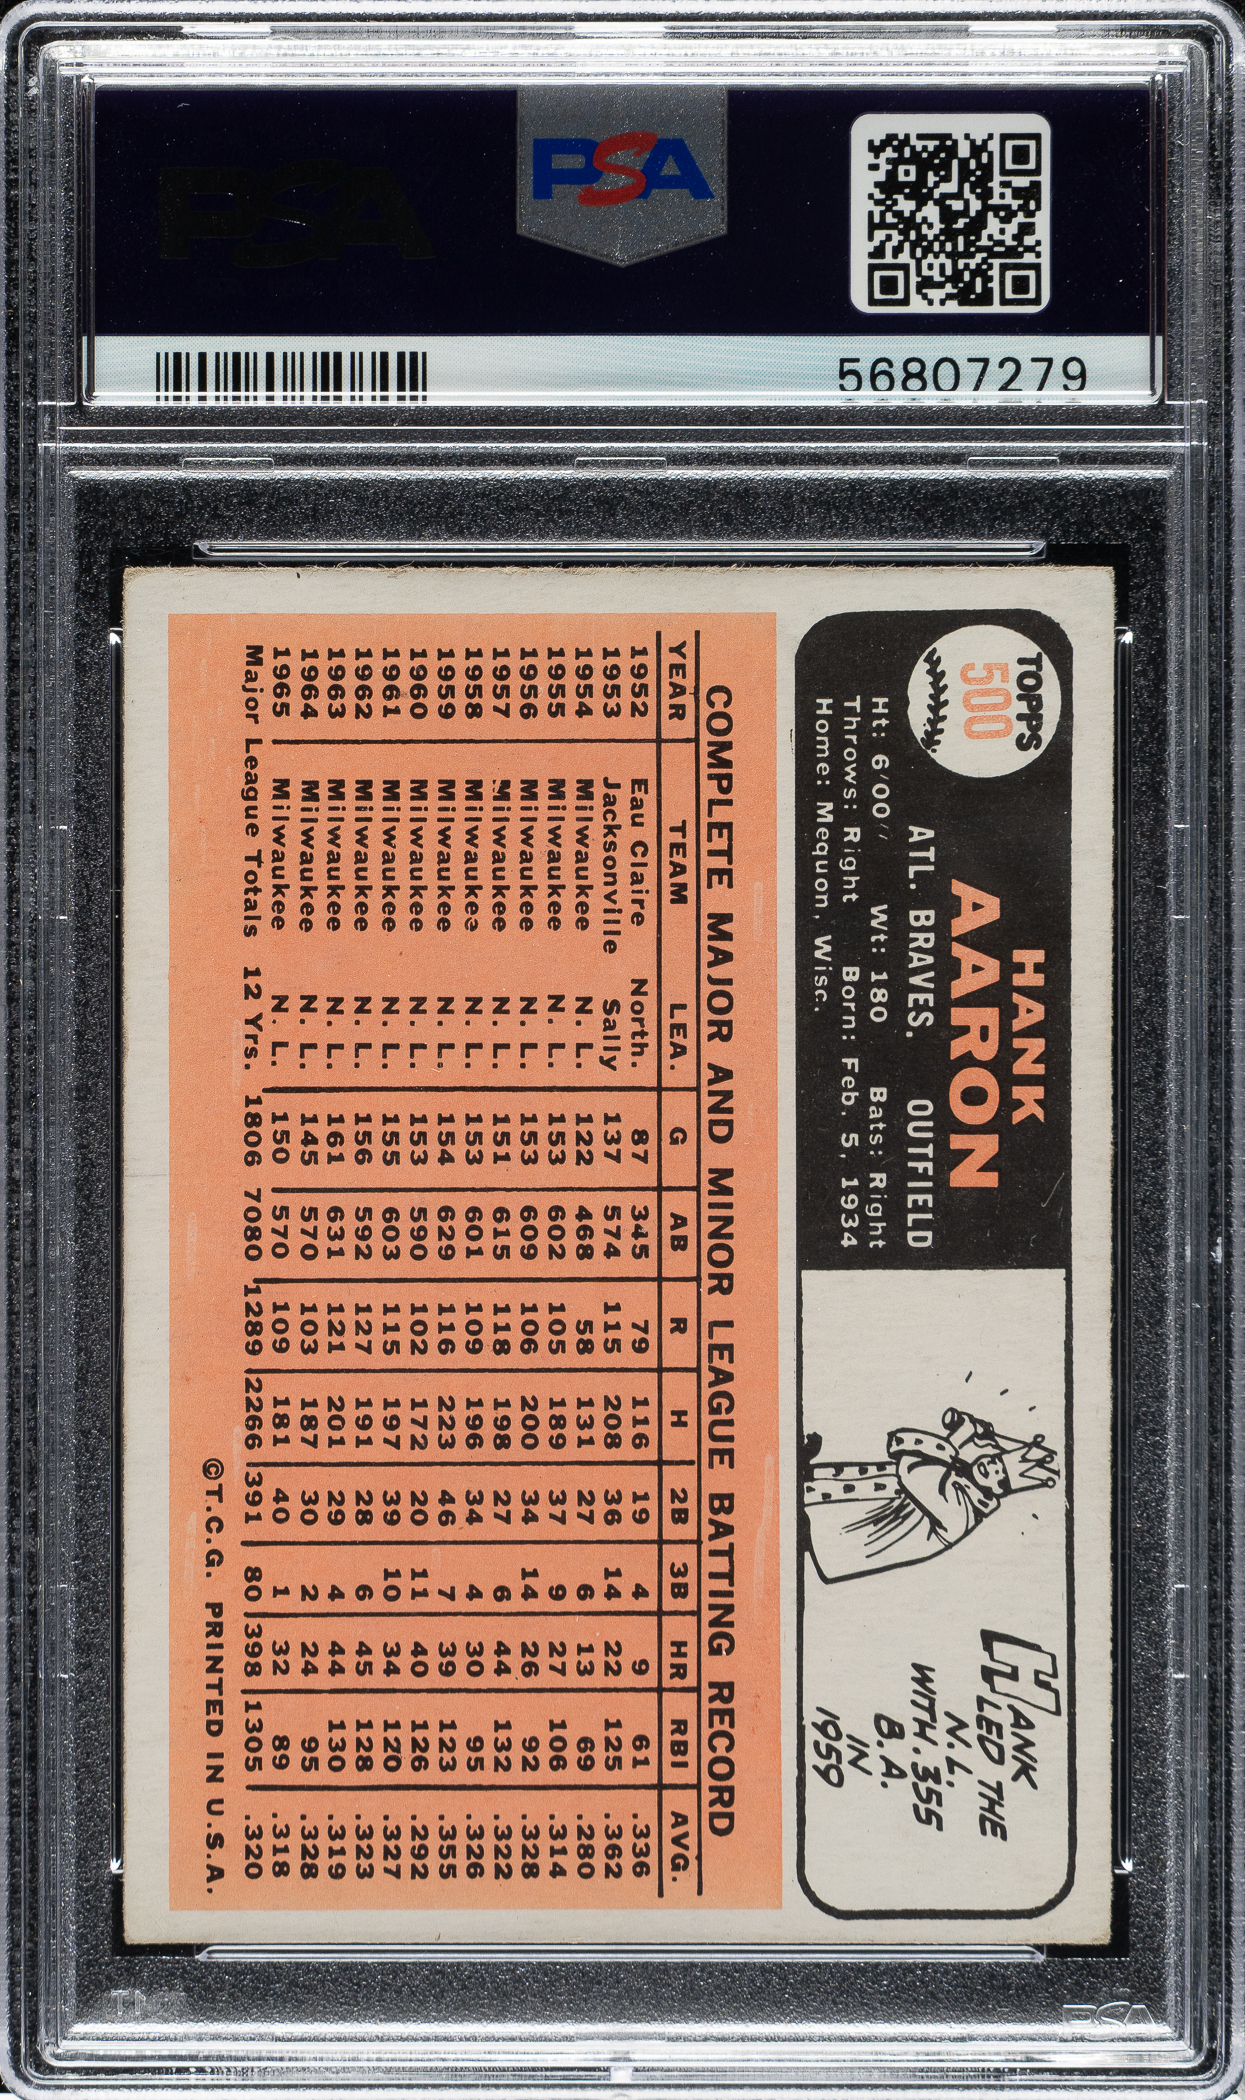 PSA
PSA
56807279
TOPPS
500
HANK
AARON
ATL. BRAVES. OUTFIELD
Ht: 6'00" Wt: 180 Bats: Right
Throws: Right Born: Feb. 5, 1934
Home: Mequon, Wisc.
HANK
LED THE
N.L.
WITH .355
B.A.
IN
1959
COMPLETE MAJOR AND MINOR LEAGUE BATTING RECORD
YEAR TEAM LEA. G AB R H 2B 3B HR RBI AVG.
1952 Eau Claire North. 87 345 79 116 19 4 9 61 .336
1953 Jacksonville Sally 137 574 115 208 36 14 22 125 .362
1954 Milwaukee N. L. 122 468 58 131 27 6 13 69 .280
1955 Milwaukee N. L. 153 602 105 189 37 9 27 106 .314
1956 Milwaukee N. L. 153 609 106 200 34 14 26 92 .328
1957 Milwaukee N. L. 151 615 118 198 27 6 44 132 .322
1958 Milwaukee N. L. 153 601 109 196 34 4 30 95 .326
1959 Milwaukee N. L. 154 629 116 223 46 7 39 123 .355
1960 Milwaukee N. L. 153 590 102 172 20 11 40 126 .292
1961 Milwaukee N. L. 155 603 115 197 39 10 34 120 .327
1962 Milwaukee N. L. 156 592 127 191 28 6 45 128 .323
1963 Milwaukee N. L. 161 631 121 201 29 4 44 130 .319
1964 Milwaukee N. L. 145 570 103 187 30 2 24 95 .328
1965 Milwaukee N. L. 150 570 109 181 40 1 32 89 .318
Major League Totals 12 Yrs. 1806 7080 1289 2266 391 80 398 1305 .320
©T.C.G. PRINTED IN U.S.A.
PSA